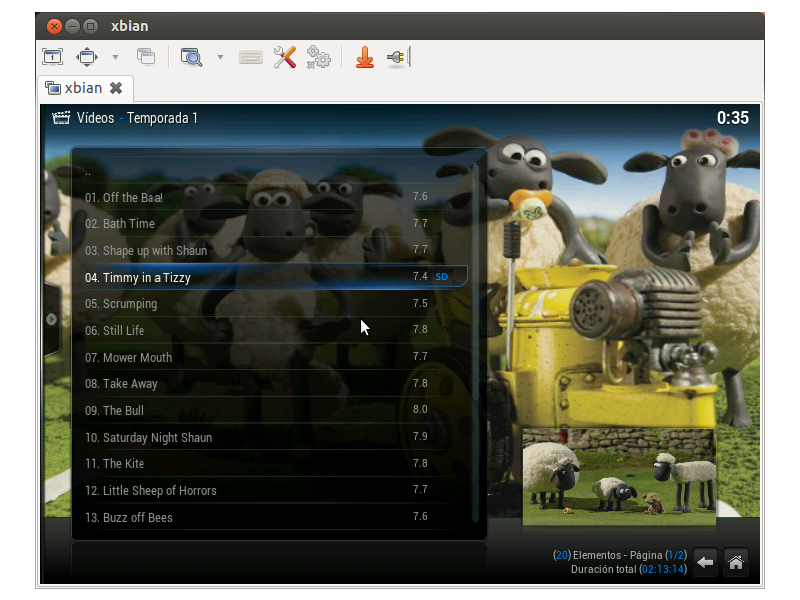 xbian
1
xbian
Vídeos - Temporada 1
0:35
..
01. Off the Baa! 7.6
02. Bath Time 7.7
03. Shape up with Shaun 7.7
04. Timmy in a Tizzy 7.4 SD
05. Scrumping 7.5
06. Still Life 7.8
07. Mower Mouth 7.7
08. Take Away 7.8
09. The Bull 8.0
10. Saturday Night Shaun 7.9
11. The Kite 7.8
12. Little Sheep of Horrors 7.7
13. Buzz off Bees 7.6
(20) Elementos - Página (1/2)
Duración total (02:13:14)